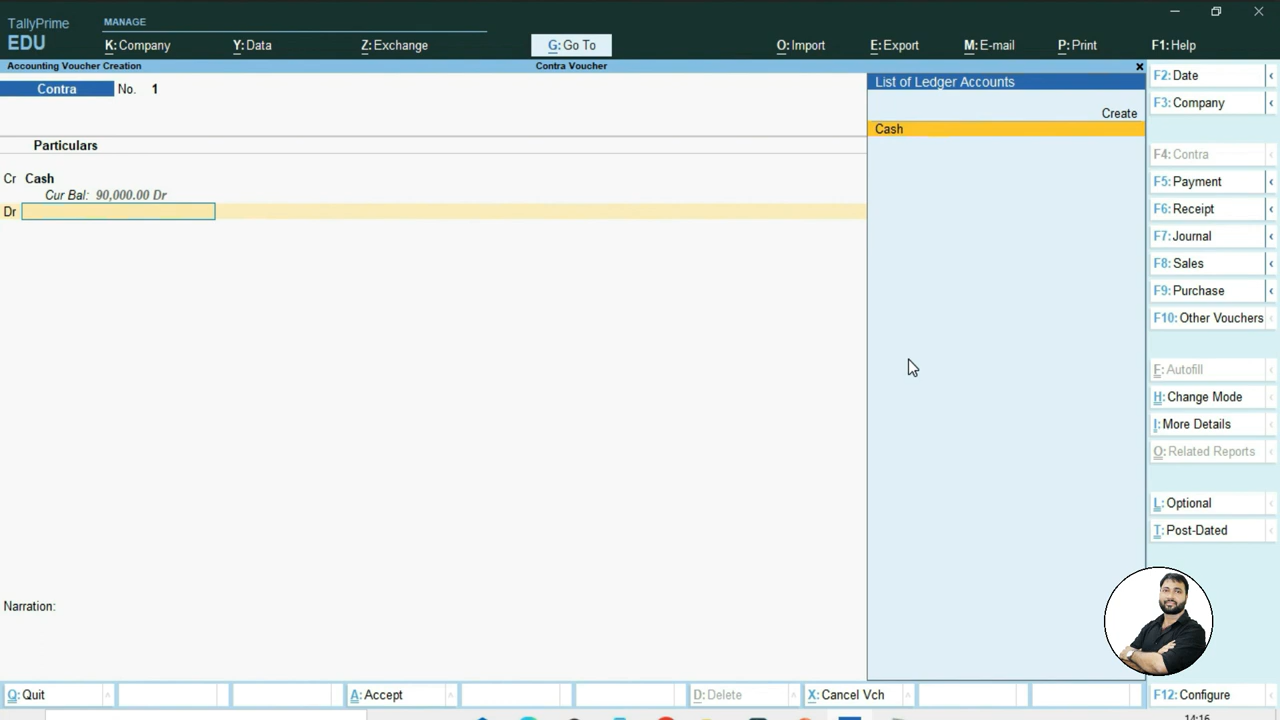 TallyPrime
EDU
MANAGE
K: Company
Y: Data
Z: Exchange
G: Go To
O: Import
E: Export
M: E-mail
P: Print
F1: Help
Accounting Voucher Creation
Contra Voucher
Contra No. 1
Particulars
Cr Cash
Cur Bal: 90,000.00 Dr
Dr
Narration:
List of Ledger Accounts
Create
Cash
F2: Date
F3: Company
F4: Contra
F5: Payment
F6: Receipt
F7: Journal
F8: Sales
F9: Purchase
F10: Other Vouchers
F: Autofill
H: Change Mode
I: More Details
O: Related Reports
L: Optional
T: Post-Dated
Q: Quit
A: Accept
D: Delete
X: Cancel Vch
F12: Configure
14:16